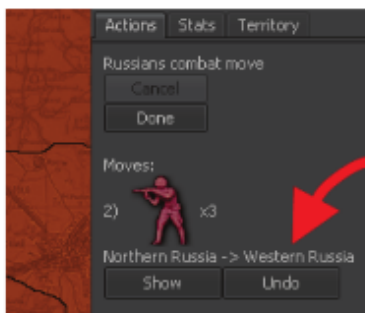 Actions Stats Territory
Russians combat move
Cancel
Done
Moves:
2) x3
Northern Russia -> Western Russia
Show Undo